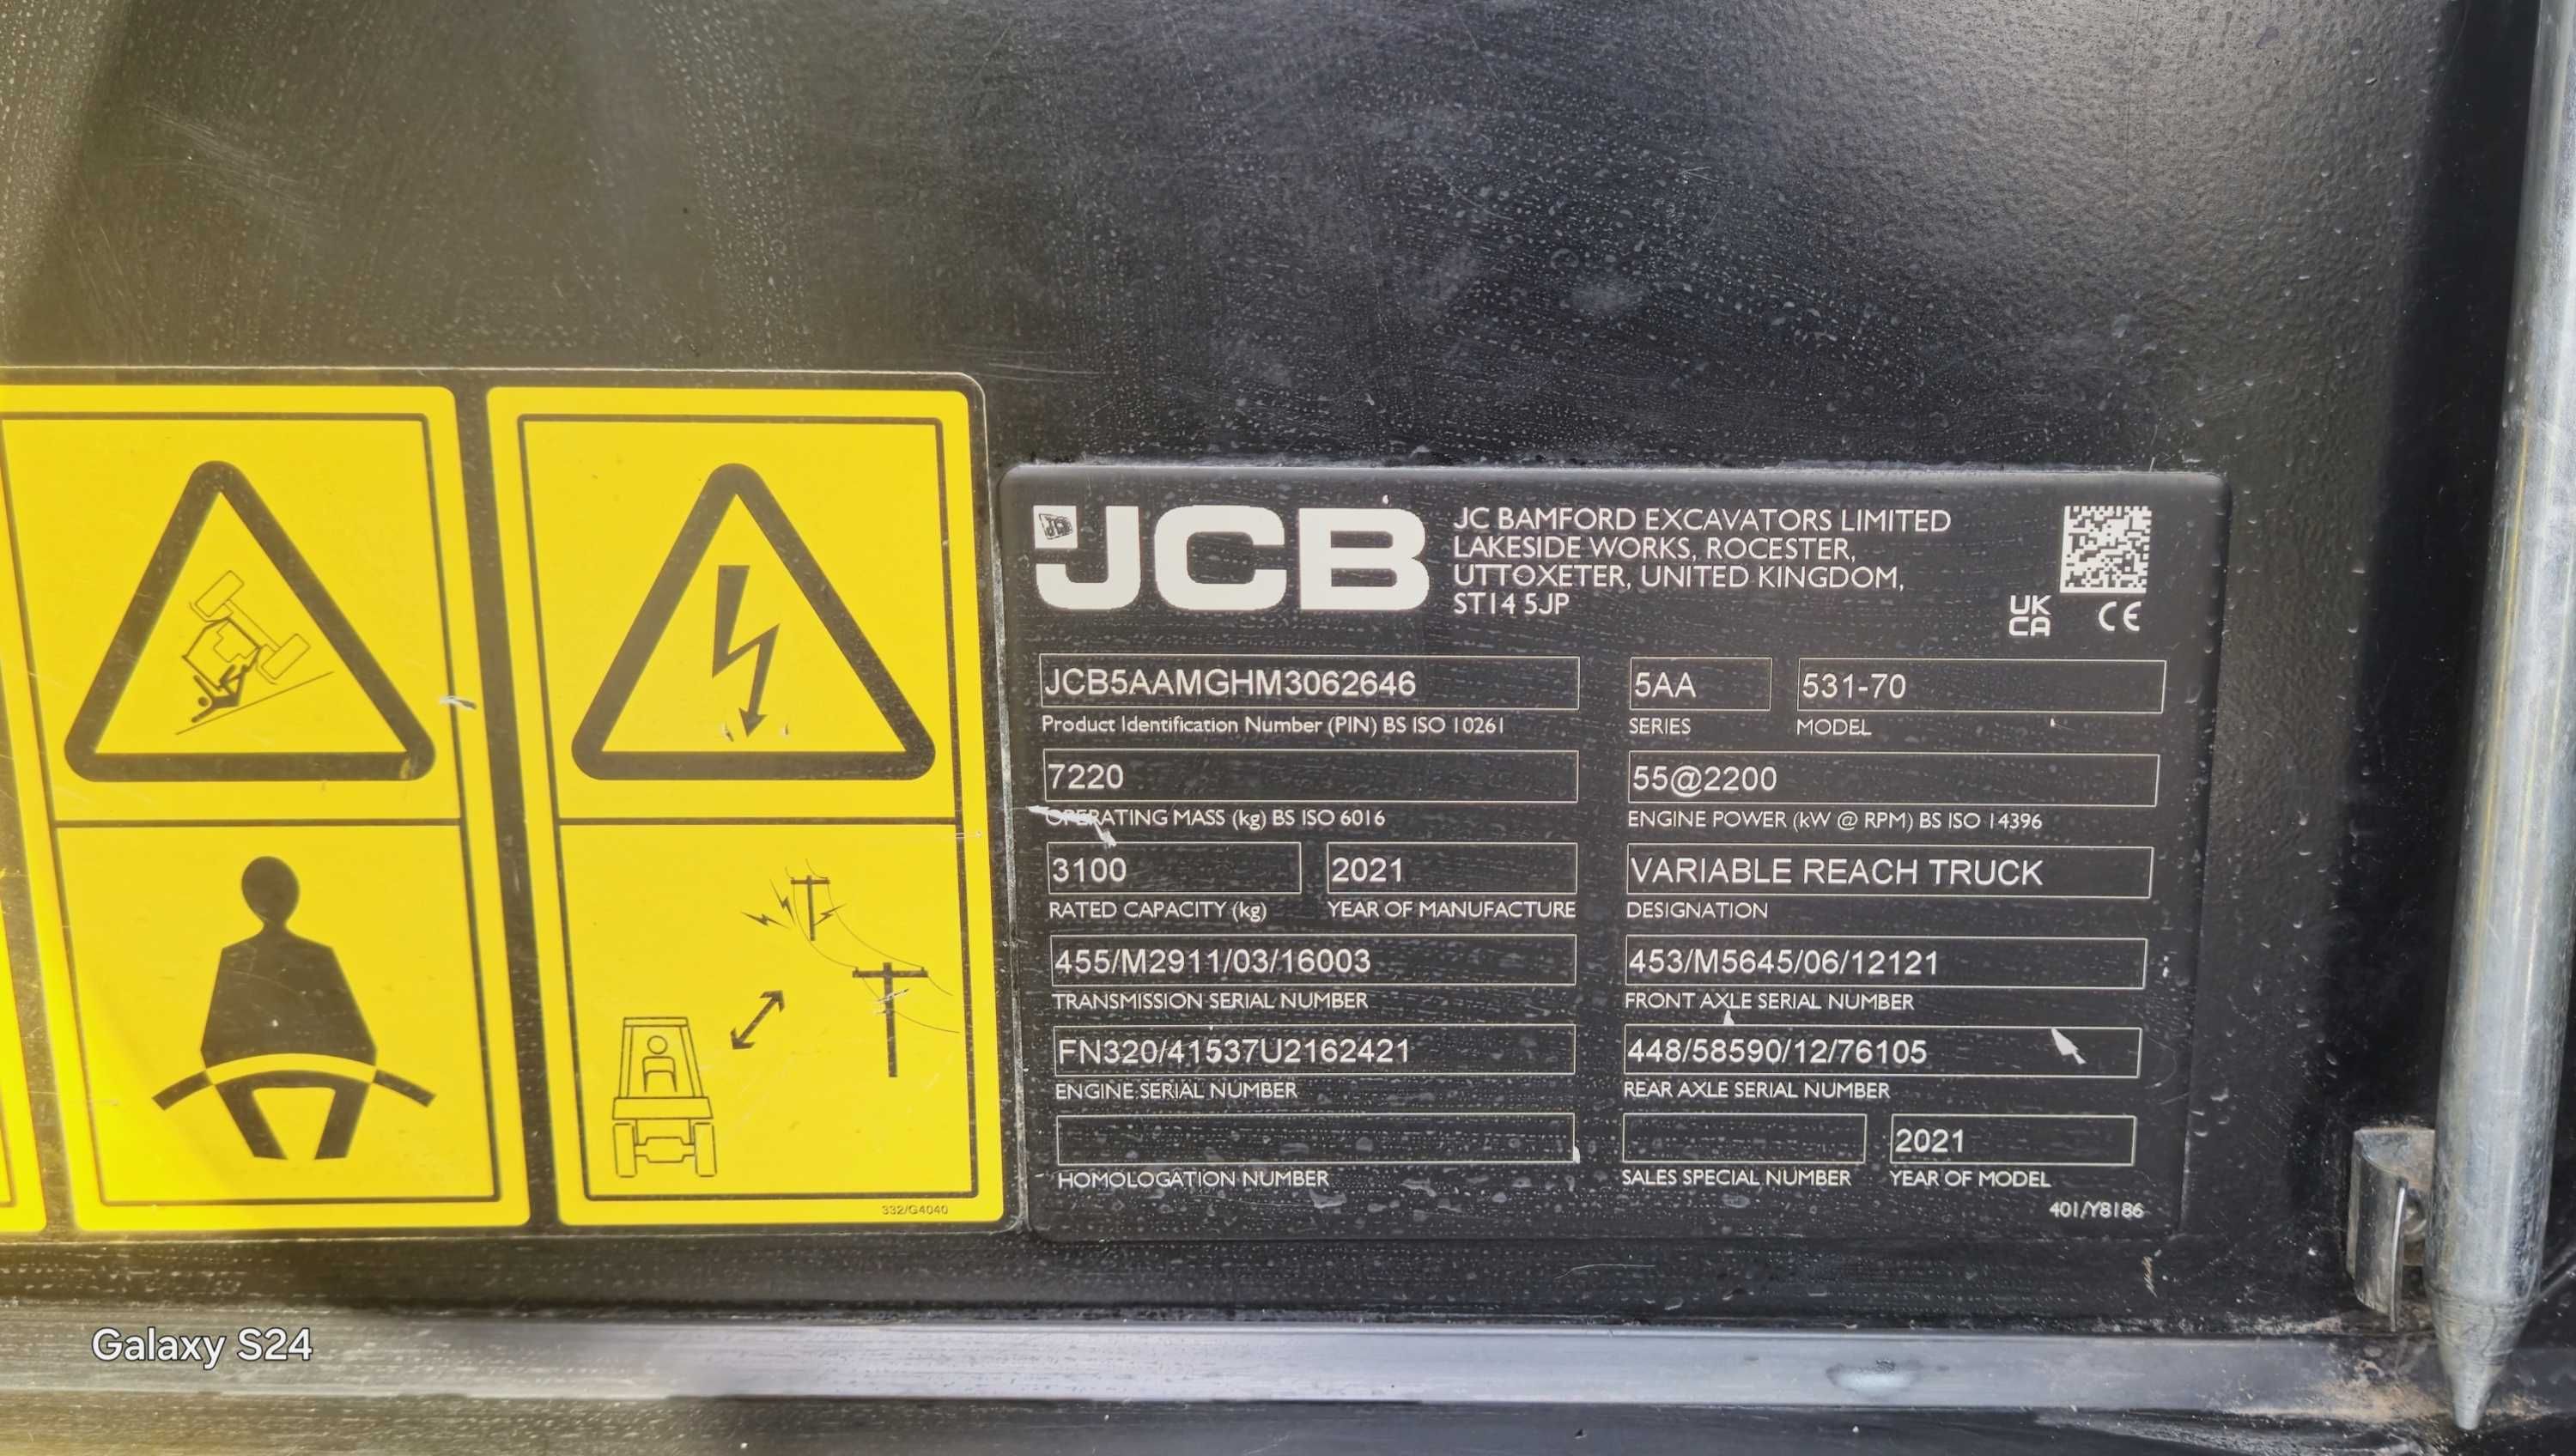 JCB
JC BAMFORD EXCAVATORS LIMITED
LAKESIDE WORKS, ROCESTER,
UTTOXETER, UNITED KINGDOM,
ST14 5JP
UK
CA
CE
JCB5AAMGHM3062646
Product Identification Number (PIN) BS ISO 10261
5AA
SERIES
531-70
MODEL
7220
OPERATING MASS (kg) BS ISO 6016
55@2200
ENGINE POWER (kW @ RPM) BS ISO 14396
3100
RATED CAPACITY (kg)
2021
YEAR OF MANUFACTURE
VARIABLE REACH TRUCK
DESIGNATION
455/M2911/03/16003
TRANSMISSION SERIAL NUMBER
453/M5645/06/12121
FRONT AXLE SERIAL NUMBER
FN320/41537U2162421
ENGINE SERIAL NUMBER
448/58590/12/76105
REAR AXLE SERIAL NUMBER
HOMOLOGATION NUMBER
SALES SPECIAL NUMBER
2021
YEAR OF MODEL
401/Y8186
332/G4040
Galaxy S24